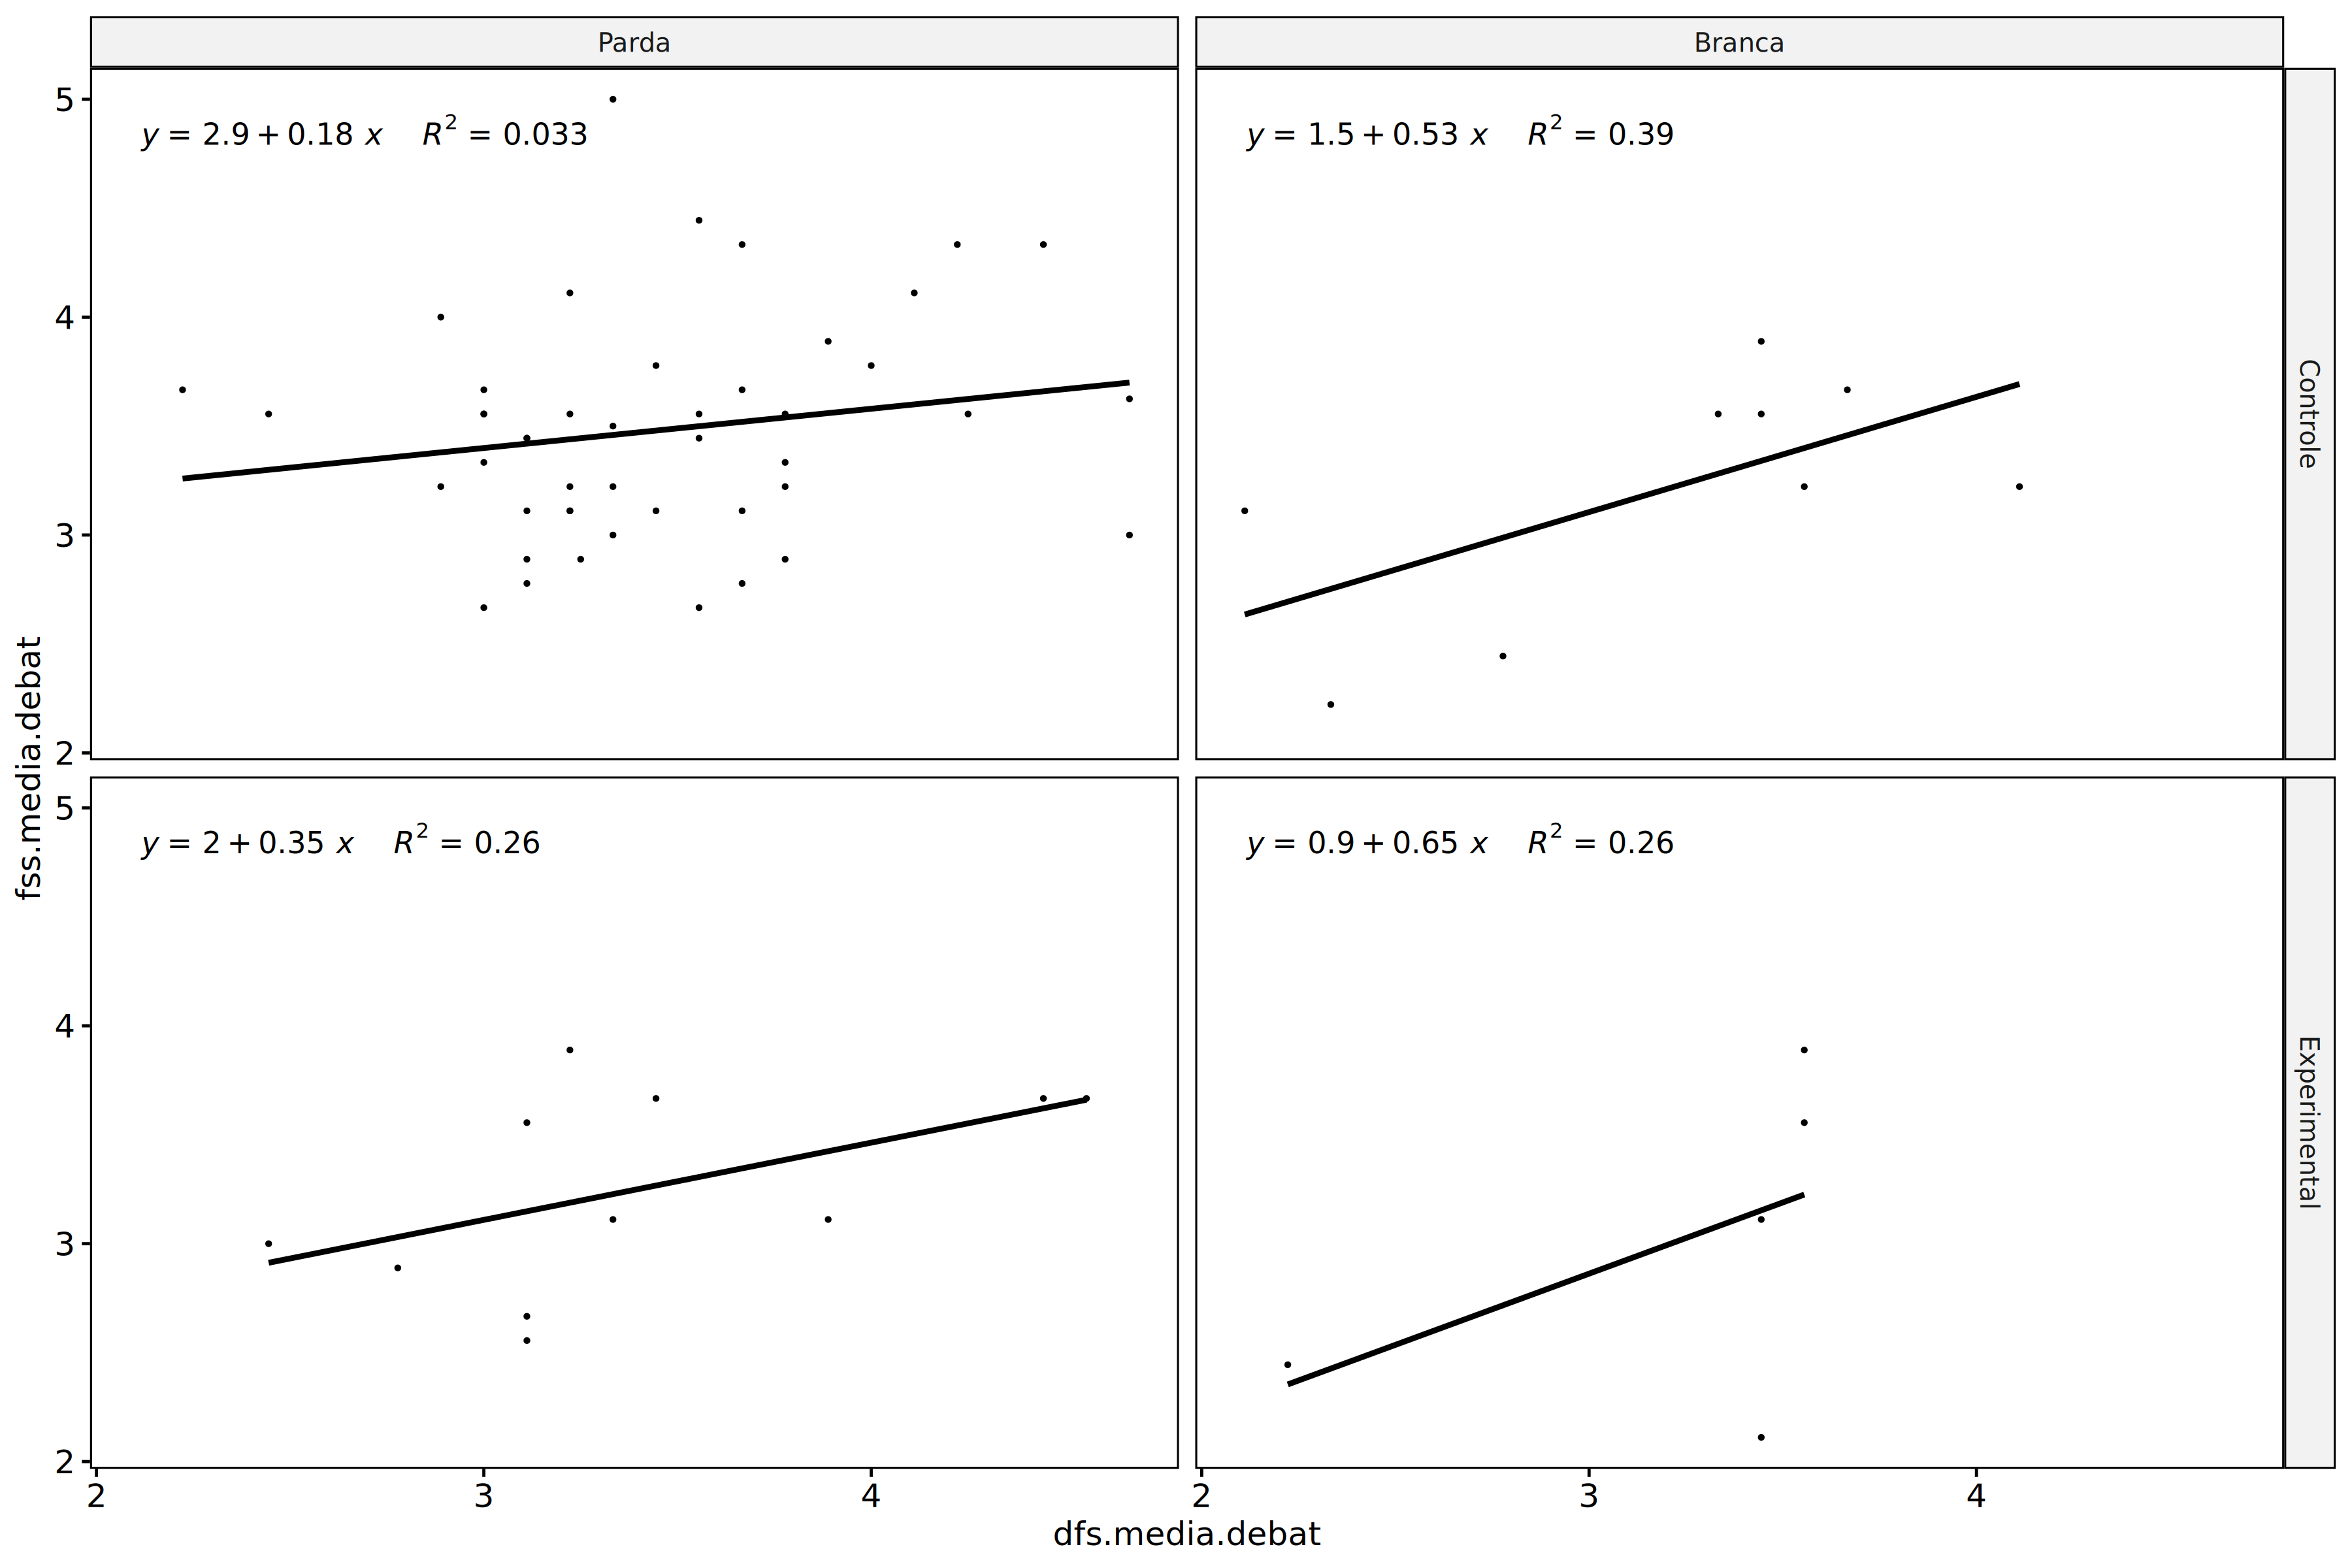 Parda
Branca
5
y = 2.9 + 0.18 x R² = 0.033
y = 1.5 + 0.53 x R² = 0.39
4
3
2
Controle
fss.media.debat
5
y = 2 + 0.35 x R² = 0.26
y = 0.9 + 0.65 x R² = 0.26
4
3
2
Experimental
2 3 4 2 3 4
dfs.media.debat